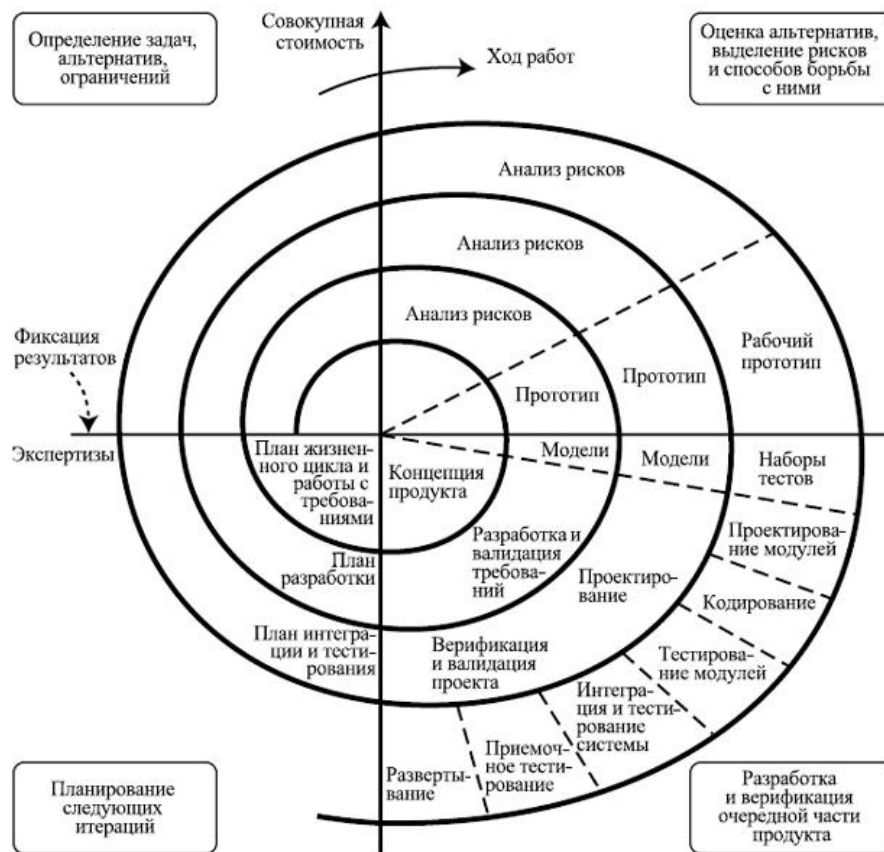 Определение задач,
альтернатив,
ограничений
Совокупная
стоимость
Ход работ
Оценка альтернатив,
выделение рисков
и способов борьбы
с ними
Анализ рисков
Анализ рисков
Анализ рисков
Фиксация
результатов
Рабочий
прототип
Прототип
Прототип
Экспертизы
План жизнен-
ного цикла и
работы с
требова-
ниями
Концепция
продукта
Модели
Модели
Наборы
тестов
Разработка и
валидация
требова-
ний
План
разработки
Проектиро-
вание
Проектирова-
ние модулей
Кодирование
План интегра-
ции и тести-
рования
Верификация
и валидация
проекта
Тестирова-
ние модулей
Интегра-
ция и тести-
рование
системы
Приемоч-
ное тести-
рование
Разверты-
вание
Планирование
следующих
итераций
Разработка
и верификация
очередной части
продукта